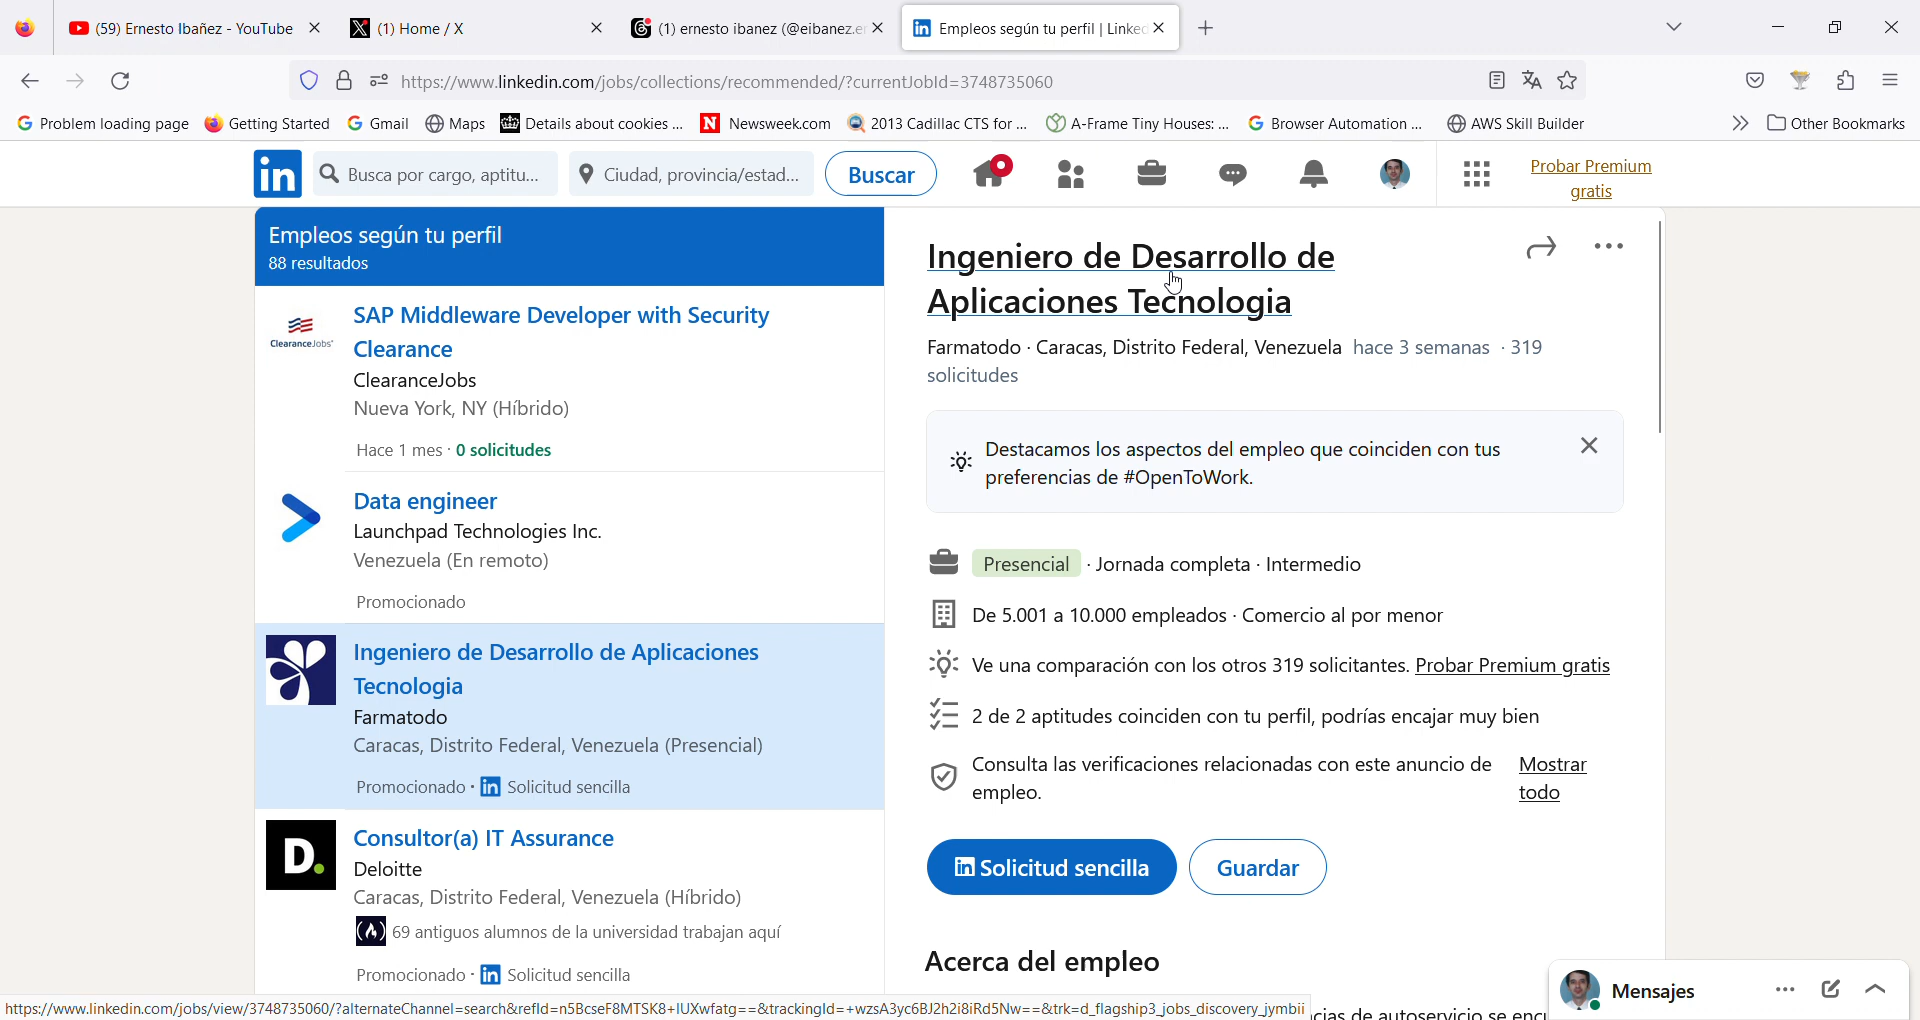 (59) Ernesto Ibañez - YouTube
(1) Home / X
(1) ernesto ibanez (@eibanez.er
Empleos según tu perfil | Linked
https://www.linkedin.com/jobs/collections/recommended/?currentJobId=3748735060
Problem loading page
Getting Started
Gmail
Maps
Details about cookies ...
Newsweek.com
2013 Cadillac CTS for ...
A-Frame Tiny Houses: ...
Browser Automation ...
AWS Skill Builder
Other Bookmarks
Busca por cargo, aptitu...
Ciudad, provincia/estad...
Buscar
Probar Premium
gratis
Empleos según tu perfil
88 resultados
ClearanceJobs
SAP Middleware Developer with Security
Clearance
ClearanceJobs
Nueva York, NY (Híbrido)
Hace 1 mes · 0 solicitudes
Data engineer
Launchpad Technologies Inc.
Venezuela (En remoto)
Promocionado
Ingeniero de Desarrollo de Aplicaciones
Tecnologia
Farmatodo
Caracas, Distrito Federal, Venezuela (Presencial)
Promocionado · in Solicitud sencilla
D.
Consultor(a) IT Assurance
Deloitte
Caracas, Distrito Federal, Venezuela (Híbrido)
69 antiguos alumnos de la universidad trabajan aquí
Promocionado · in Solicitud sencilla
Ingeniero de Desarrollo de
Aplicaciones Tecnologia
Farmatodo · Caracas, Distrito Federal, Venezuela hace 3 semanas · 319
solicitudes
Destacamos los aspectos del empleo que coinciden con tus
preferencias de #OpenToWork.
Presencial · Jornada completa · Intermedio
De 5.001 a 10.000 empleados · Comercio al por menor
Ve una comparación con los otros 319 solicitantes. Probar Premium gratis
2 de 2 aptitudes coinciden con tu perfil, podrías encajar muy bien
Consulta las verificaciones relacionadas con este anuncio de
empleo.
Mostrar
todo
in Solicitud sencilla
Guardar
Acerca del empleo
Mensajes
https://www.linkedin.com/jobs/view/3748735060/?alternateChannel=search&refId=n5BcseF8MTSK8+IUXwfatg==&trackingId=+wzsA3yc6BJ2h2i8iRd5Nw==&trk=d_flagship3_jobs_discovery_jymbii
de autoservicio se